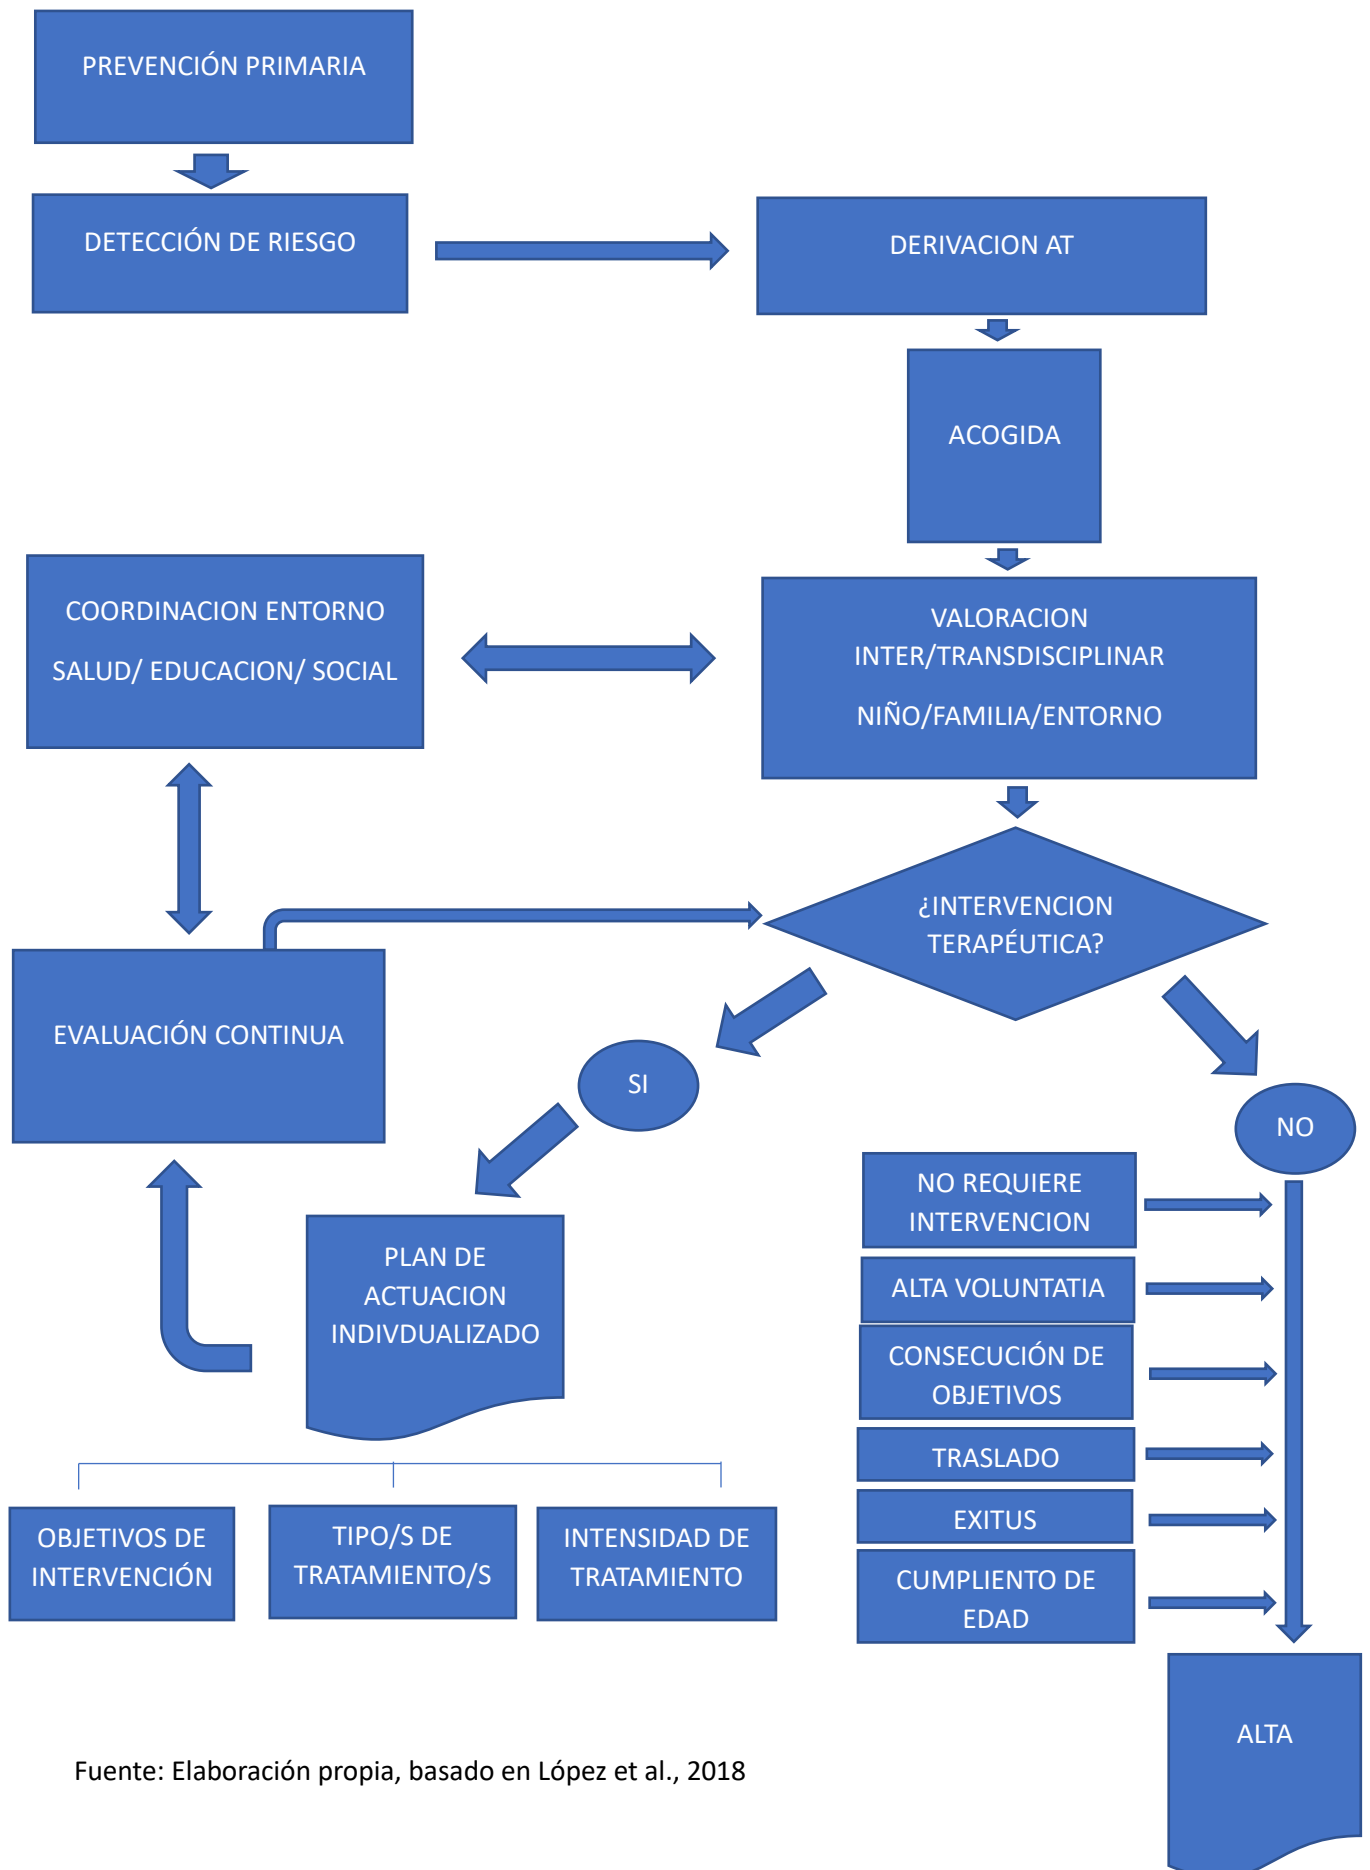 PREVENCIÓN PRIMARIA
DETECCIÓN DE RIESGO
DERIVACION AT
ACOGIDA
COORDINACION ENTORNO
SALUD/ EDUCACION/ SOCIAL
VALORACION
INTER/TRANSDISCIPLINAR
NIÑO/FAMILIA/ENTORNO
¿INTERVENCION
TERAPÉUTICA?
EVALUACIÓN CONTINUA
SI
NO
PLAN DE
ACTUACION
INDIVDUALIZADO
NO REQUIERE
INTERVENCION
ALTA VOLUNTATIA
CONSECUCIÓN DE
OBJETIVOS
TRASLADO
EXITUS
CUMPLIENTO DE
EDAD
OBJETIVOS DE
INTERVENCIÓN
TIPO/S DE
TRATAMIENTO/S
INTENSIDAD DE
TRATAMIENTO
ALTA
Fuente: Elaboración propia, basado en López et al., 2018